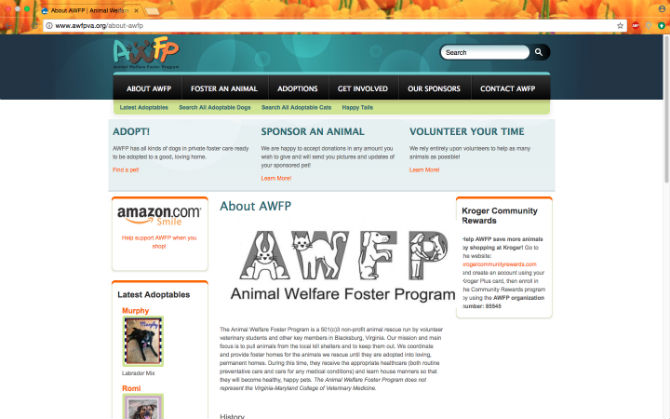 About AWFP | Animal Welfare
www.awfpva.org/about-awfp
AWFP
Animal Welfare Foster Program
Search
ABOUT AWFP
FOSTER AN ANIMAL
ADOPTIONS
GET INVOLVED
OUR SPONSORS
CONTACT AWFP
Latest Adoptables
Search All Adoptable Dogs
Search All Adoptable Cats
Happy Tails
ADOPT!
AWFP has all kinds of dogs in private foster care ready
to be adopted to a good, loving home.
Find a pet!
SPONSOR AN ANIMAL
We are happy to accept donations in any amount you
wish to give and will send you pictures and updates of
your sponsored pet!
Learn More!
VOLUNTEER YOUR TIME
We rely entirely upon volunteers to help as many
animals as possible!
Learn More!
amazon.com
Smile
Help support AWFP when you
shop!
Latest Adoptables
Murphy
Murphy
Labrador Mix
Romi
About AWFP
AWFP
Animal Welfare Foster Program
The Animal Welfare Foster Program is a 501(c)3 non-profit animal rescue run by volunteer
veterinary students and other key members in Blacksburg, Virginia. Our mission and main
focus is to pull animals from the local kill shelters and to keep them out. We coordinate
and provide foster homes for the animals we rescue until they are adopted into loving,
permanent homes. During this time, they receive the appropriate healthcare (both routine
preventative care and care for any medical conditions) and learn house manners so that
they will become healthy, happy pets. The Animal Welfare Foster Program does not
represent the Virginia-Maryland College of Veterinary Medicine.
History
Kroger Community
Rewards
Help AWFP save more animals
by shopping at Kroger! Go to
the website:
krogercommunityrewards.com
and create an account using your
Kroger Plus card, then enroll in
the Community Rewards program
by using the AWFP organization
number: 85545